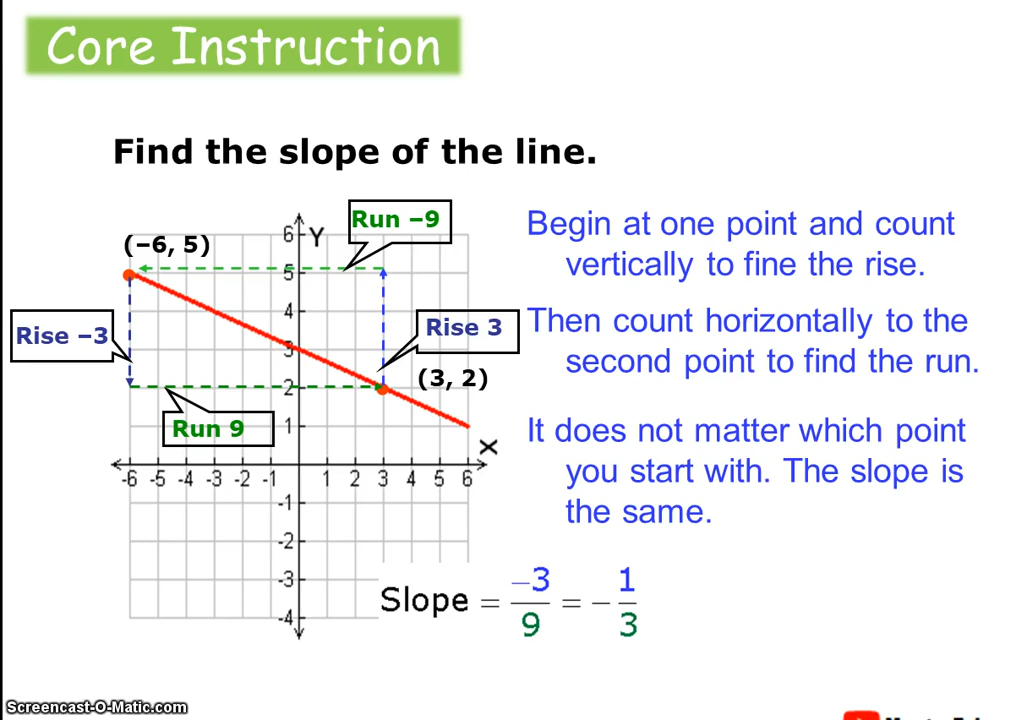 Core Instruction
Find the slope of the line.
Run –9
(–6, 5)
6 Y
5
4
3
2
1
Rise –3
Rise 3
(3, 2)
Run 9
X
-6 -5 -4 -3 -2 -1 1 2 3 4 5 6
-1
-2
-3
-4
Begin at one point and count
vertically to fine the rise.
Then count horizontally to the
second point to find the run.
It does not matter which point
you start with. The slope is
the same.
Slope = –3/9 = –1/3
Screencast-O-Matic.com